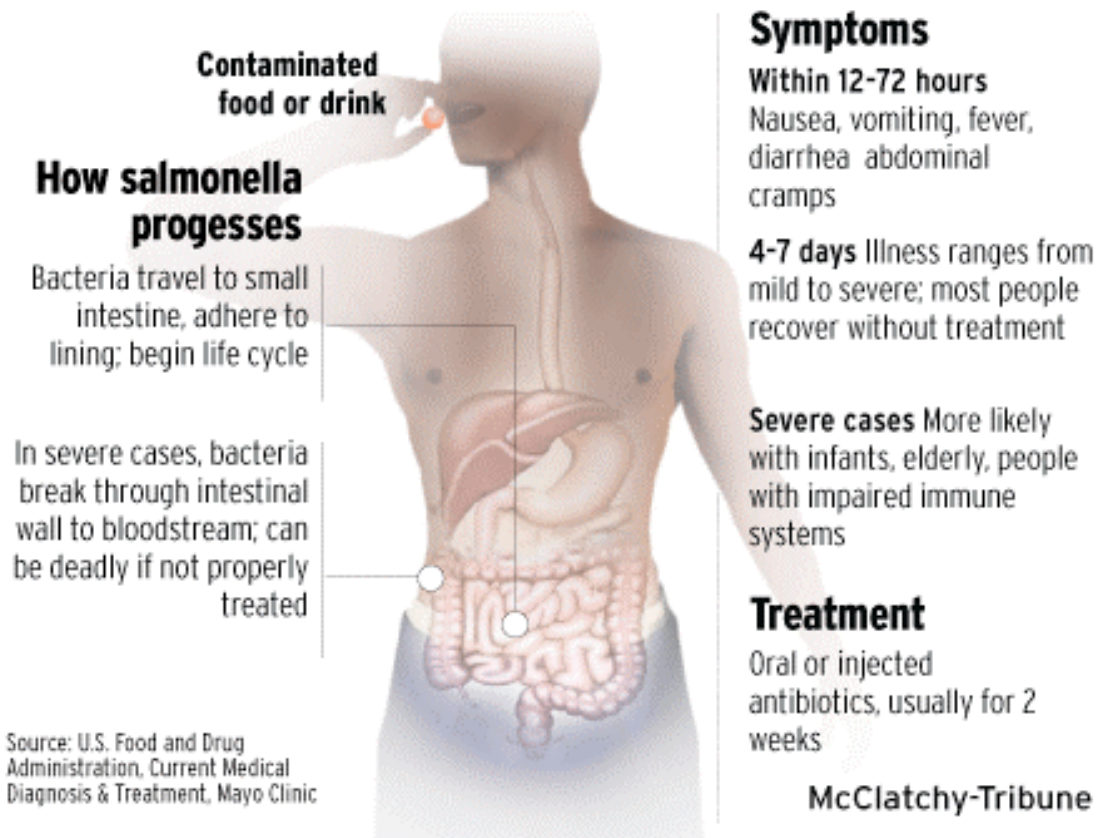 Contaminated
food or drink
How salmonella
progesses
Bacteria travel to small
intestine, adhere to
lining; begin life cycle
In severe cases, bacteria
break through intestinal
wall to bloodstream; can
be deadly if not properly
treated
Source: U.S. Food and Drug
Administration, Current Medical
Diagnosis & Treatment, Mayo Clinic
Symptoms
Within 12-72 hours
Nausea, vomiting, fever,
diarrhea abdominal
cramps
4-7 days Illness ranges from
mild to severe; most people
recover without treatment
Severe cases More likely
with infants, elderly, people
with impaired immune
systems
Treatment
Oral or injected
antibiotics, usually for 2
weeks
McClatchy-Tribune